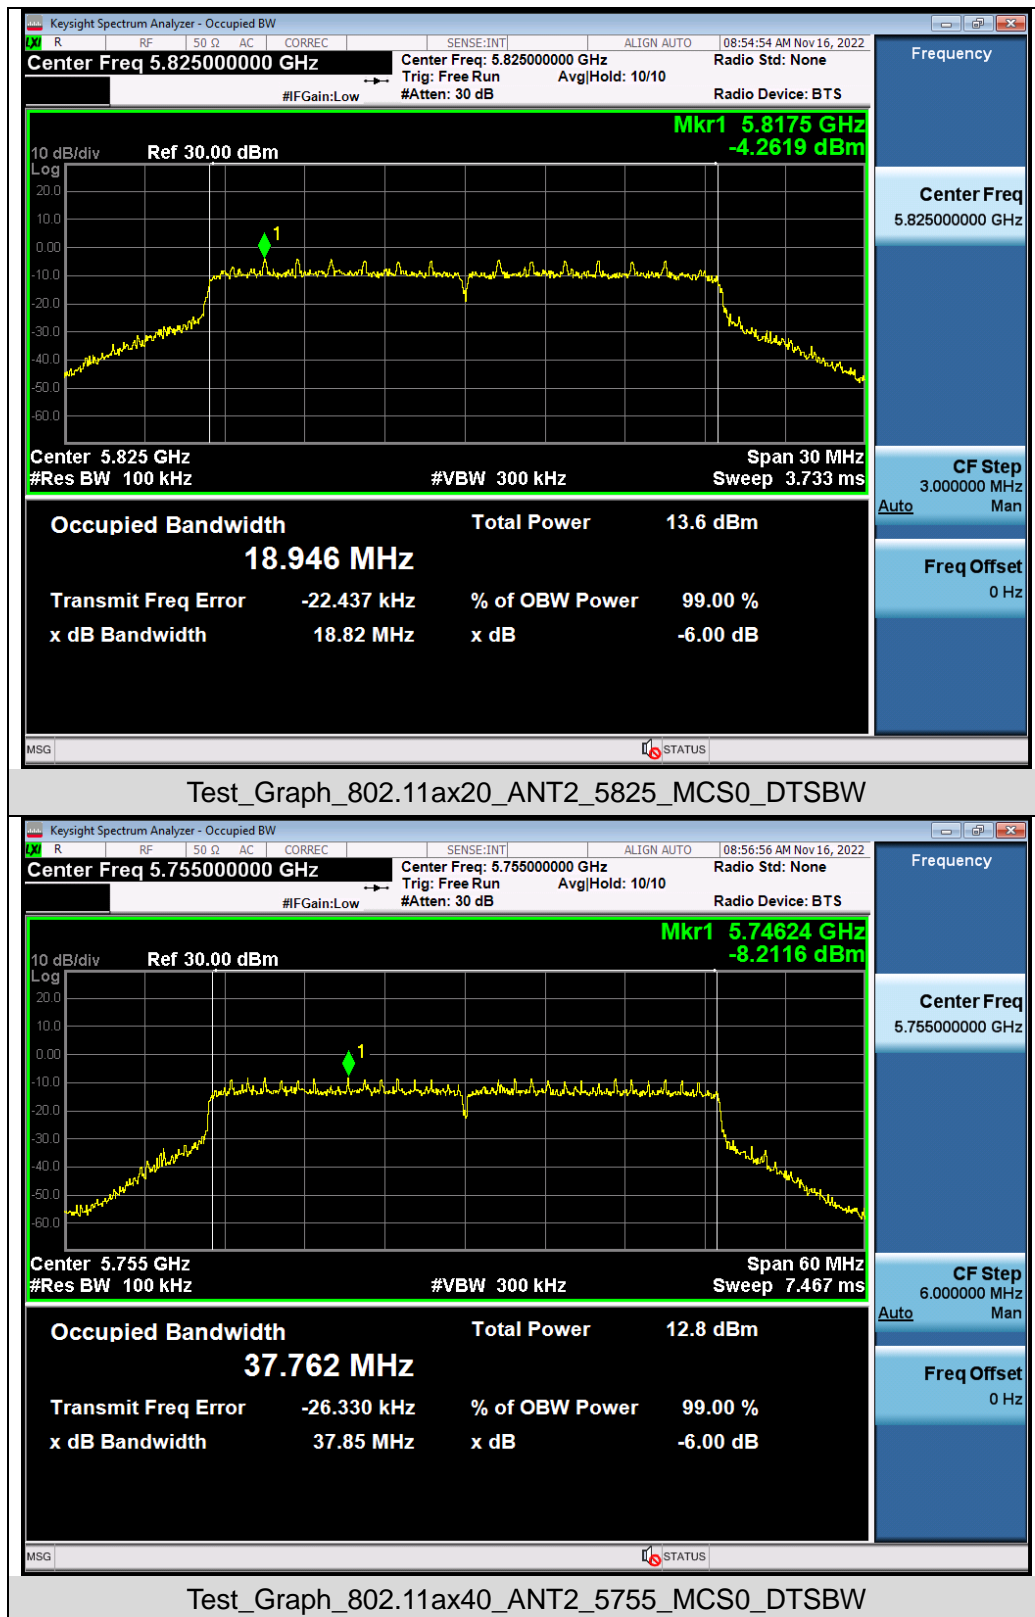 Keysight Spectrum Analyzer - Occupied BW
LXI R RF 50 Ω AC CORREC SENSE:INT ALIGN AUTO 08:54:54 AM Nov 16, 2022
Center Freq 5.825000000 GHz
Center Freq: 5.825000000 GHz
Radio Std: None
Trig: Free Run Avg|Hold: 10/10
#IFGain:Low
#Atten: 30 dB
Radio Device: BTS
Frequency
Mkr1 5.8175 GHz
-4.2619 dBm
10 dB/div
Log
Ref 30.00 dBm
20.0
10.0
0.00
-10.0
-20.0
-30.0
-40.0
-50.0
-60.0
1
Center Freq
5.825000000 GHz
Center 5.825 GHz
Span 30 MHz
#Res BW 100 kHz
#VBW 300 kHz
Sweep 3.733 ms
CF Step
3.000000 MHz
Auto Man
Freq Offset
0 Hz
Occupied Bandwidth
18.946 MHz
Total Power 13.6 dBm
Transmit Freq Error -22.437 kHz
% of OBW Power 99.00 %
x dB Bandwidth 18.82 MHz
x dB -6.00 dB
MSG
STATUS
Test_Graph_802.11ax20_ANT2_5825_MCS0_DTSBW
Keysight Spectrum Analyzer - Occupied BW
LXI R RF 50 Ω AC CORREC SENSE:INT ALIGN AUTO 08:56:56 AM Nov 16, 2022
Center Freq 5.755000000 GHz
Center Freq: 5.755000000 GHz
Radio Std: None
Trig: Free Run Avg|Hold: 10/10
#IFGain:Low
#Atten: 30 dB
Radio Device: BTS
Frequency
Mkr1 5.74624 GHz
-8.2116 dBm
10 dB/div
Log
Ref 30.00 dBm
20.0
10.0
0.00
-10.0
-20.0
-30.0
-40.0
-50.0
-60.0
1
Center Freq
5.755000000 GHz
Center 5.755 GHz
Span 60 MHz
#Res BW 100 kHz
#VBW 300 kHz
Sweep 7.467 ms
CF Step
6.000000 MHz
Auto Man
Freq Offset
0 Hz
Occupied Bandwidth
37.762 MHz
Total Power 12.8 dBm
Transmit Freq Error -26.330 kHz
% of OBW Power 99.00 %
x dB Bandwidth 37.85 MHz
x dB -6.00 dB
MSG
STATUS
Test_Graph_802.11ax40_ANT2_5755_MCS0_DTSBW